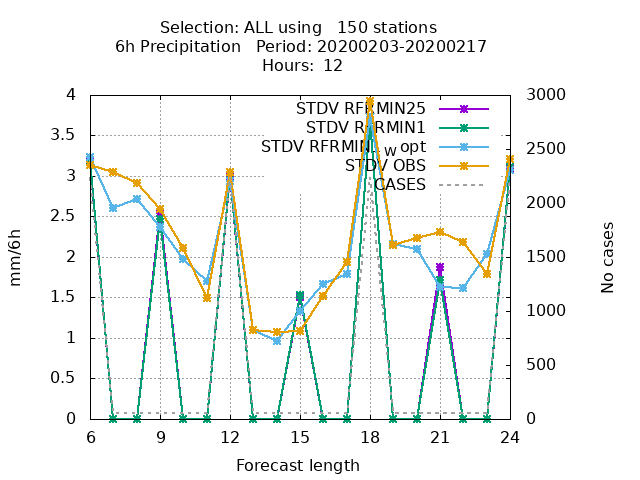 Selection: ALL using   150 stations
6h Precipitation   Period: 20200203-20200217
Hours:  12
4
3.5
3
2.5
2
1.5
1
0.5
0
mm/6h
STDV RFRMIN25
STDV RFRMIN1
STDV RFRMIN_w opt
STDV OBS
CASES
3000
2500
2000
1500
1000
500
0
No cases
6 9 12 15 18 21 24
Forecast length